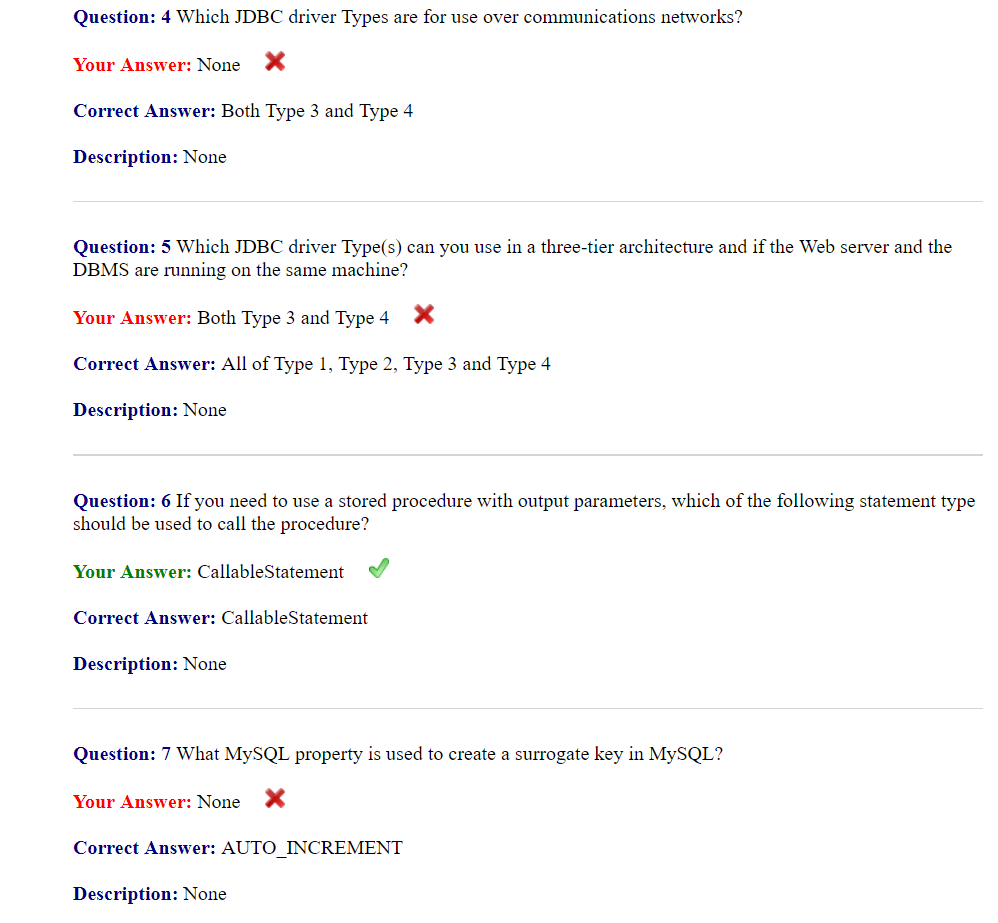 Question: 4 Which JDBC driver Types are for use over communications networks?
Your Answer: None
Correct Answer: Both Type 3 and Type 4
Description: None
Question: 5 Which JDBC driver Type(s) can you use in a three-tier architecture and if the Web server and the
DBMS are running on the same machine?
Your Answer: Both Type 3 and Type 4
Correct Answer: All of Type 1, Type 2, Type 3 and Type 4
Description: None
Question: 6 If you need to use a stored procedure with output parameters, which of the following statement type
should be used to call the procedure?
Your Answer: CallableStatement
Correct Answer: CallableStatement
Description: None
Question: 7 What MySQL property is used to create a surrogate key in MySQL?
Your Answer: None
Correct Answer: AUTO_INCREMENT
Description: None